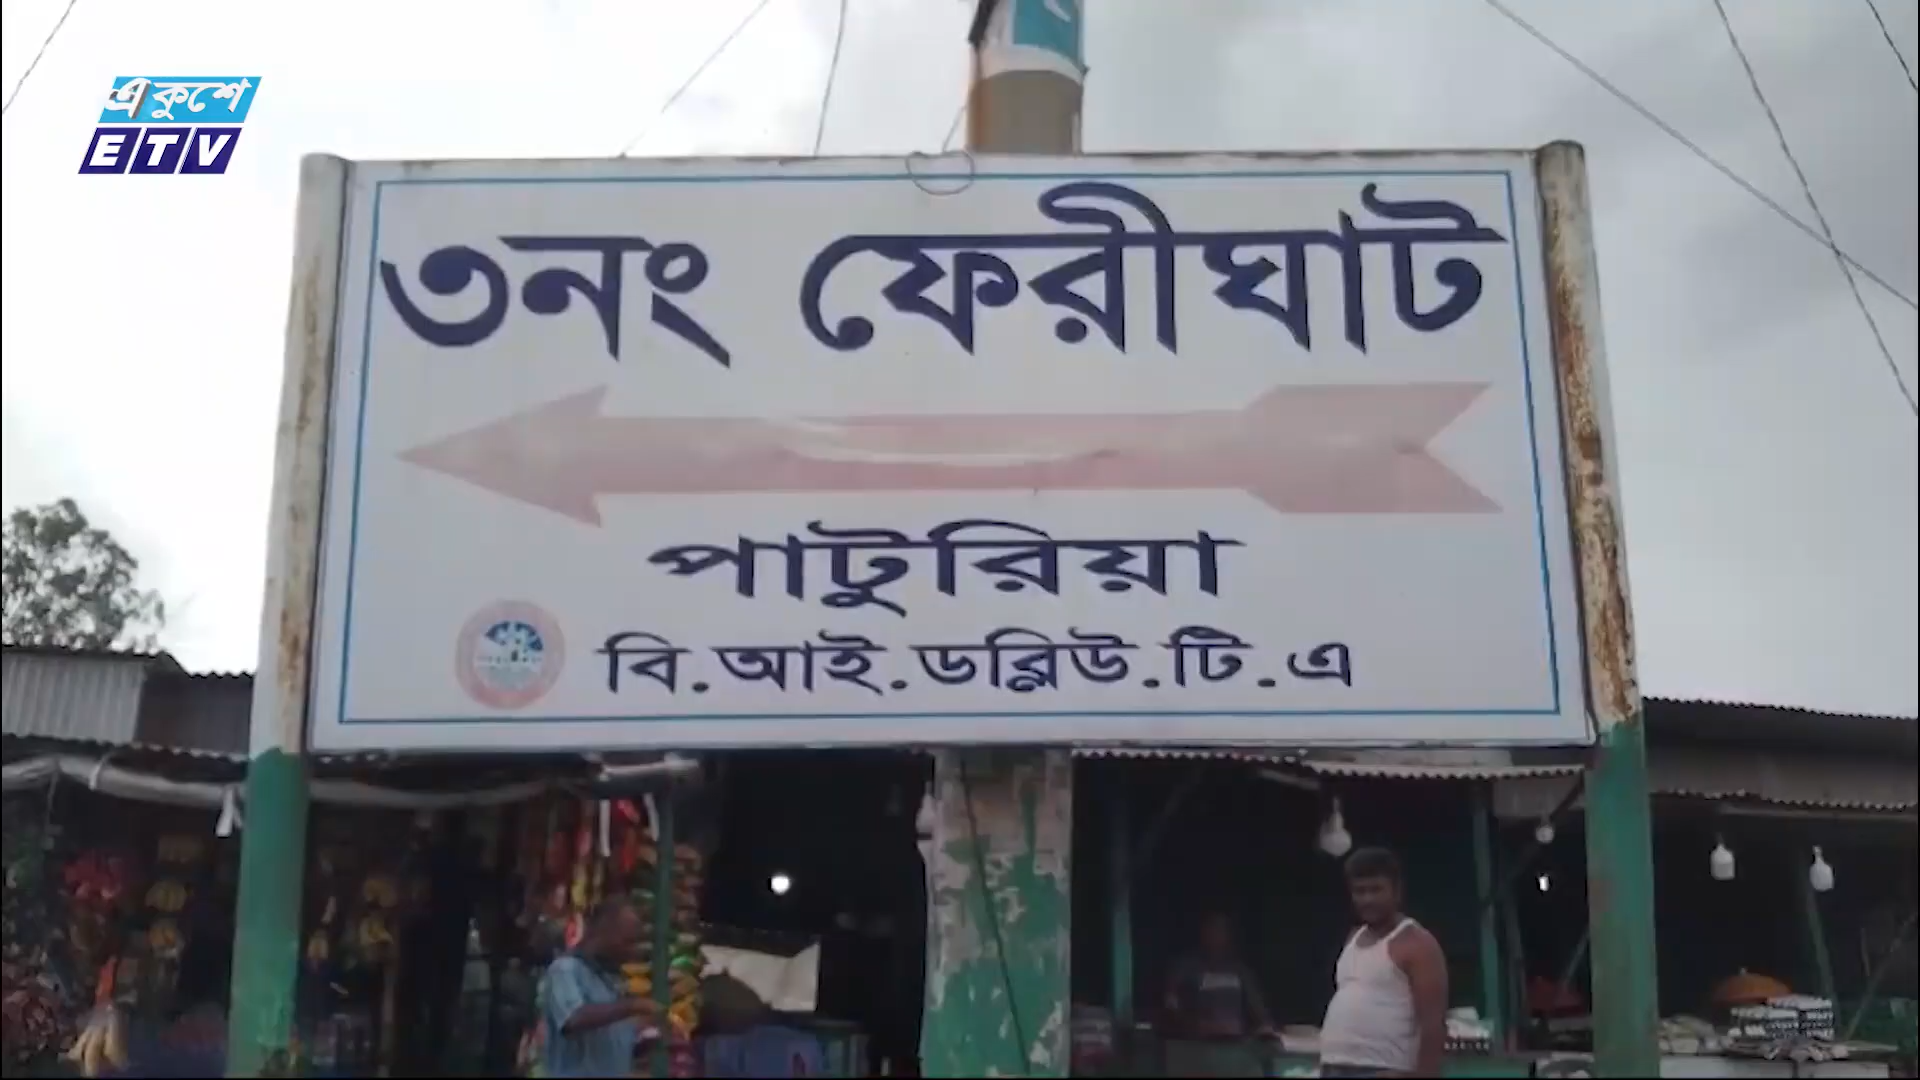 একুশে
ETV
৩নং ফেরীঘাট
পাটুরিয়া
বি.আই.ডব্লিউ.টি.এ